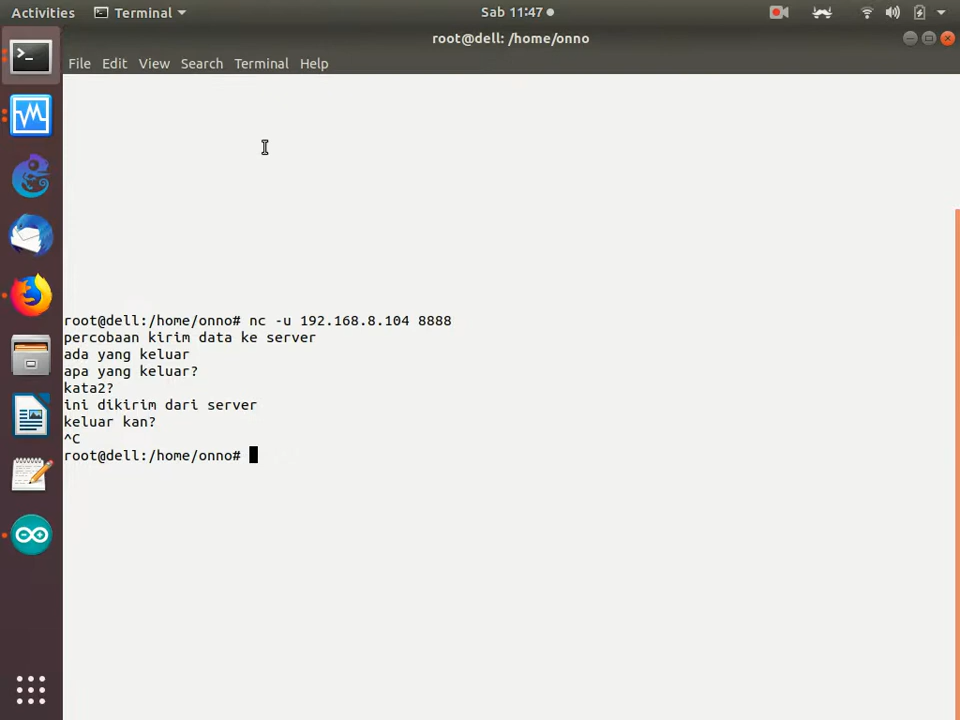 Activities
Terminal
Sab 11:47
root@dell: /home/onno
File Edit View Search Terminal Help
root@dell:/home/onno# nc -u 192.168.8.104 8888
percobaan kirim data ke server
ada yang keluar
apa yang keluar?
kata2?
ini dikirim dari server
keluar kan?
^C
root@dell:/home/onno#